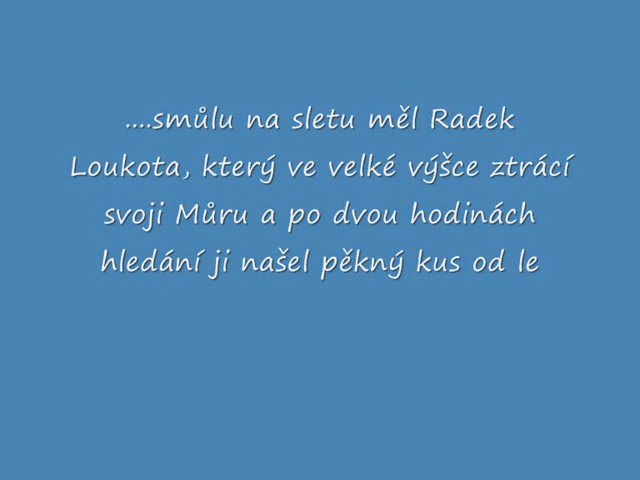 ....smůlu na sletu měl Radek
Loukota, který ve velké výšce ztrácí
svoji Můru a po dvou hodinách
hledání ji našel pěkný kus od le